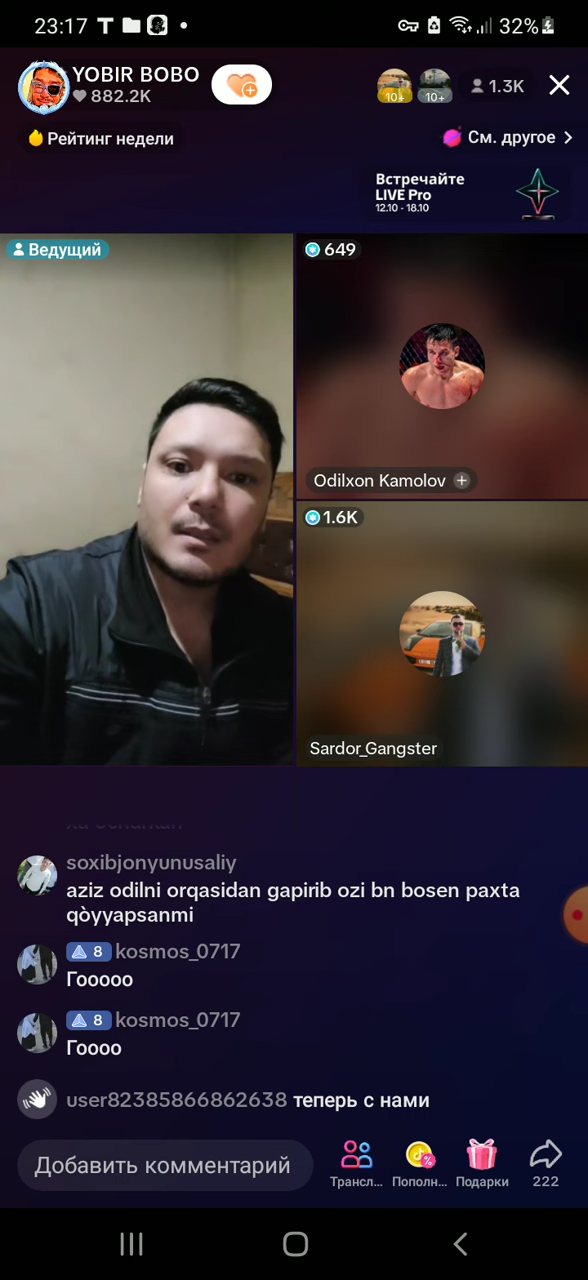 23:17
32%
YOBIR BOBO
882.2K
10+
10+
1.3K
Рейтинг недели
См. другое
Встречайте
LIVE Pro
12.10 - 18.10
Ведущий
649
Odilxon Kamolov
1.6K
Sardor_Gangster
soxibjonyunusaliy
aziz odilni orqasidan gapirib ozi bn bosen paxta
qòyyapsanmi
8 kosmos_0717
Гооооо
8 kosmos_0717
Гоооо
user82385866862638 теперь с нами
Добавить комментарий
Трансл...
Пополн...
Подарки
222